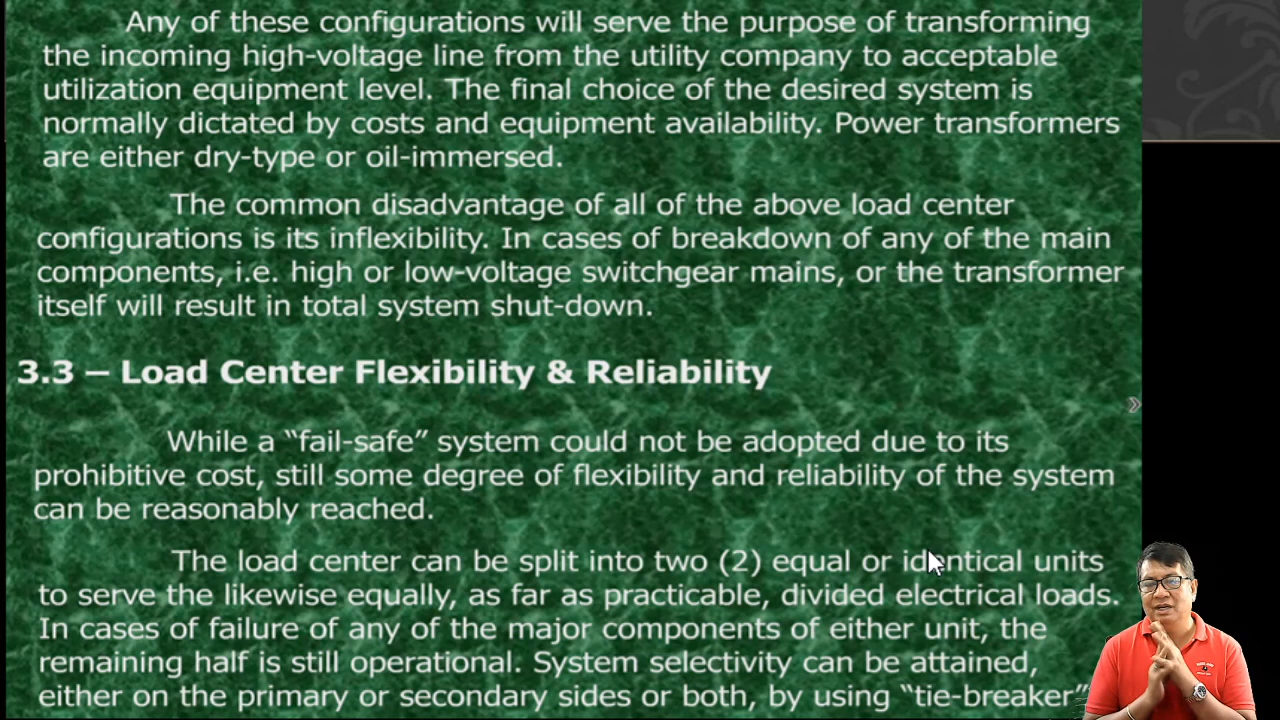 Any of these configurations will serve the purpose of transforming
the incoming high-voltage line from the utility company to acceptable
utilization equipment level. The final choice of the desired system is
normally dictated by costs and equipment availability. Power transformers
are either dry-type or oil-immersed.
The common disadvantage of all of the above load center
configurations is its inflexibility. In cases of breakdown of any of the main
components, i.e. high or low-voltage switchgear mains, or the transformer
itself will result in total system shut-down.
3.3 – Load Center Flexibility & Reliability
While a “fail-safe” system could not be adopted due to its
prohibitive cost, still some degree of flexibility and reliability of the system
can be reasonably reached.
The load center can be split into two (2) equal or identical units
to serve the likewise equally, as far as practicable, divided electrical loads.
In cases of failure of any of the major components of either unit, the
remaining half is still operational. System selectivity can be attained,
either on the primary or secondary sides or both, by using “tie-breaker”